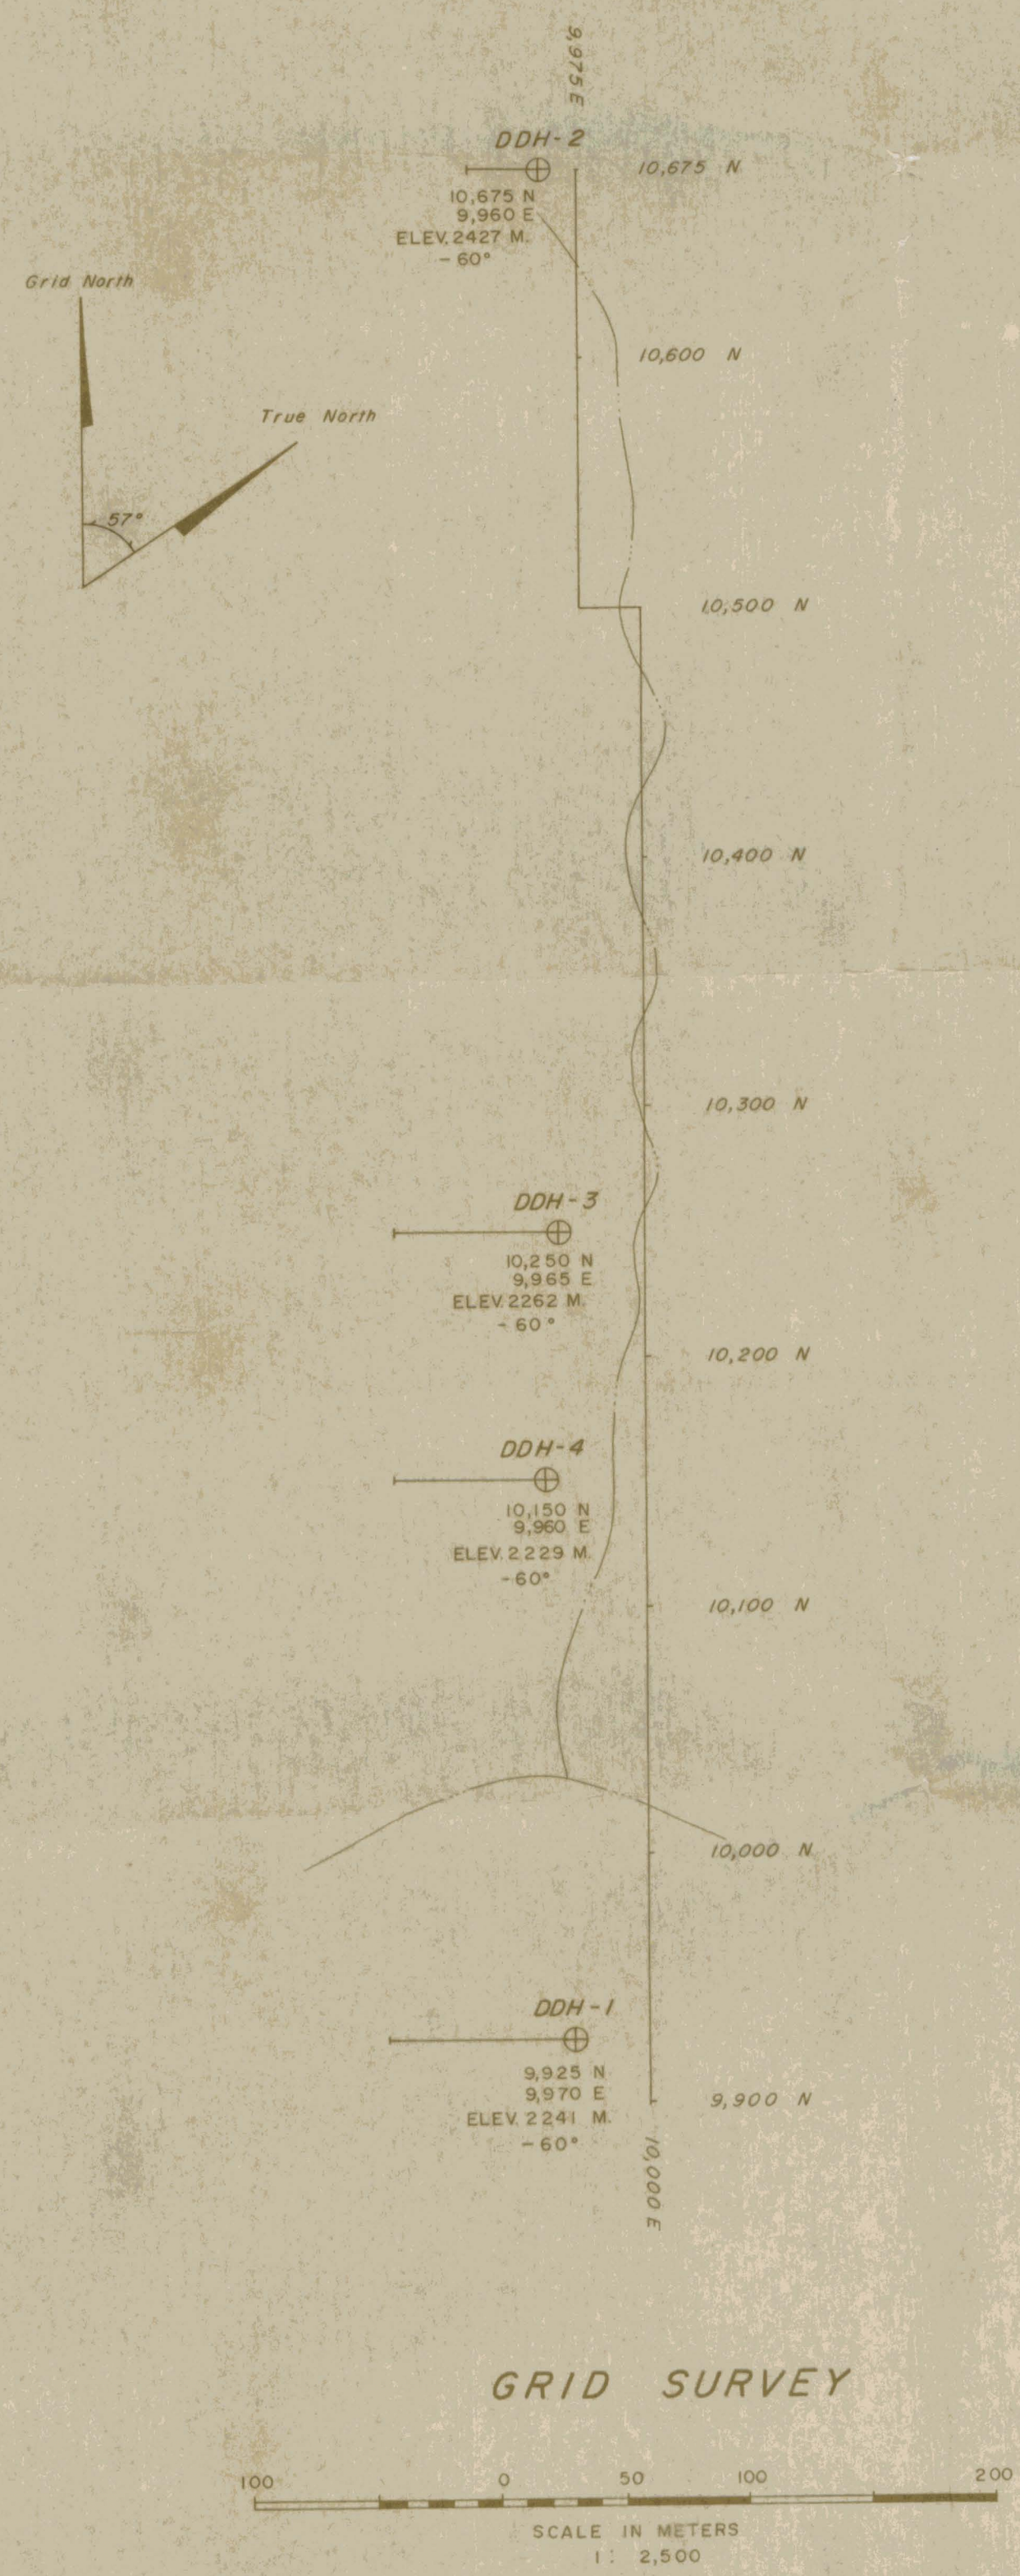 9,975 E
DDH-2
10,675 N
10,675 N
9,960 E
ELEV. 2427 M.
-60°
Grid North
10,600 N
True North
57°
10,500 N
10,400 N
10,300 N
DDH-3
10,250 N
9,965 E
ELEV. 2262 M.
-60°
10,200 N
DDH-4
10,150 N
9,960 E
ELEV. 2229 M.
-60°
10,100 N
10,000 N
DDH-1
9,925 N
9,970 E
ELEV. 2241 M.
-60°
9,900 N
10,000 E
GRID SURVEY
100 0 50 100 200
SCALE IN METERS
1: 2,500